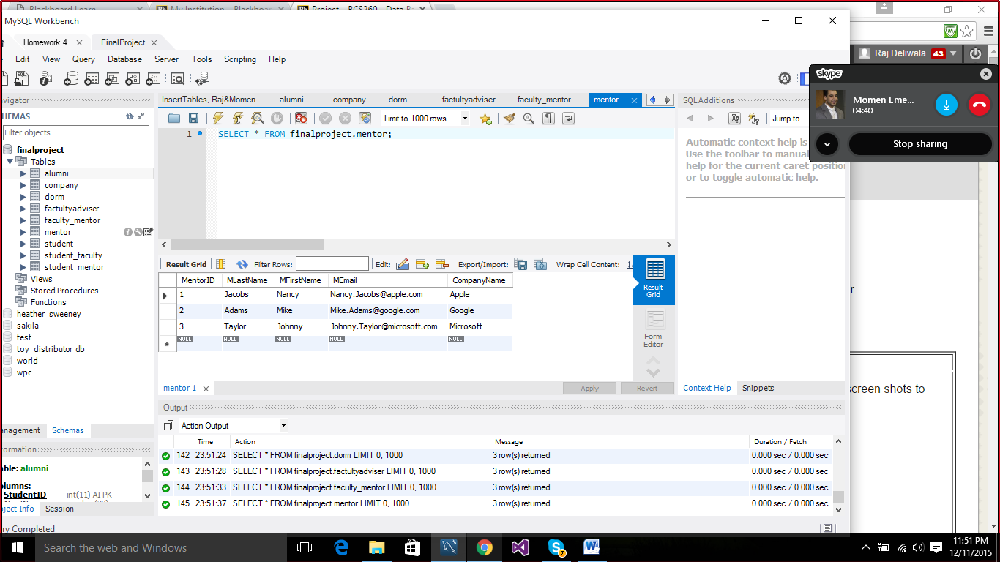 Blackboard Learn
My Institution – Blackboa
Project – BCS260 – Data B
MySQL Workbench
Homework 4
FinalProject
Edit View Query Database Server Tools Scripting Help
Raj Deliwala 43
skype
Momen Eme...
04:40
Stop sharing
avigator
HEMAS
Filter objects
finalproject
Tables
alumni
company
dorm
factultyadviser
faculty_mentor
mentor
student
student_faculty
student_mentor
Views
Stored Procedures
Functions
heather_sweeney
sakila
test
toy_distributor_db
world
wpc
anagement Schemas
formation
ble: alumni
olumns:
StudentID int(11) AI PK
ject Info Session
ry Completed
InsertTables, Raj&Momen alumni company dorm factultyadviser faculty_mentor mentor
Limit to 1000 rows
1 SELECT * FROM finalproject.mentor;
SQLAdditions
Jump to
Automatic context help is
Use the toolbar to manual
help for the current caret position
or to toggle automatic help.
Result Grid Filter Rows: Edit: Export/Import: Wrap Cell Content:
MentorID MLastName MFirstName MEmail CompanyName
1 Jacobs Nancy Nancy.Jacobs@apple.com Apple
2 Adams Mike Mike.Adams@google.com Google
3 Taylor Johnny Johnny.Taylor@microsoft.com Microsoft
* NULL NULL NULL NULL NULL
Result
Grid
Form
Editor
mentor 1
Apply Revert
Context Help Snippets
r.
screen shots to
Output
Action Output
Time Action Message Duration / Fetch
142 23:51:24 SELECT * FROM finalproject.dorm LIMIT 0, 1000 3 row(s) returned 0.000 sec / 0.000 sec
143 23:51:28 SELECT * FROM finalproject.factultyadviser LIMIT 0, 1000 3 row(s) returned 0.000 sec / 0.000 sec
144 23:51:33 SELECT * FROM finalproject.faculty_mentor LIMIT 0, 1000 3 row(s) returned 0.000 sec / 0.000 sec
145 23:51:37 SELECT * FROM finalproject.mentor LIMIT 0, 1000 3 row(s) returned 0.000 sec / 0.000 sec
Search the web and Windows
7
11:51 PM
12/11/2015